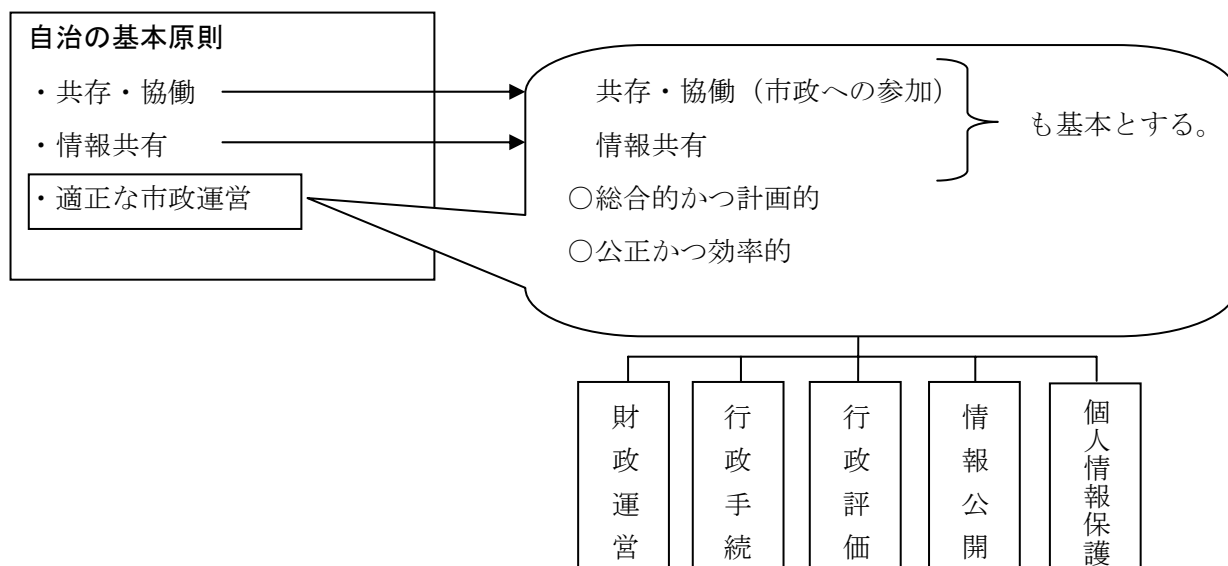 自治の基本原則
・共存・協働
・情報共有
・適正な市政運営
共存・協働（市政への参加）
情報共有
も基本とする。
○総合的かつ計画的
○公正かつ効率的
財政運営
行政手続
行政評価
情報公開
個人情報保護